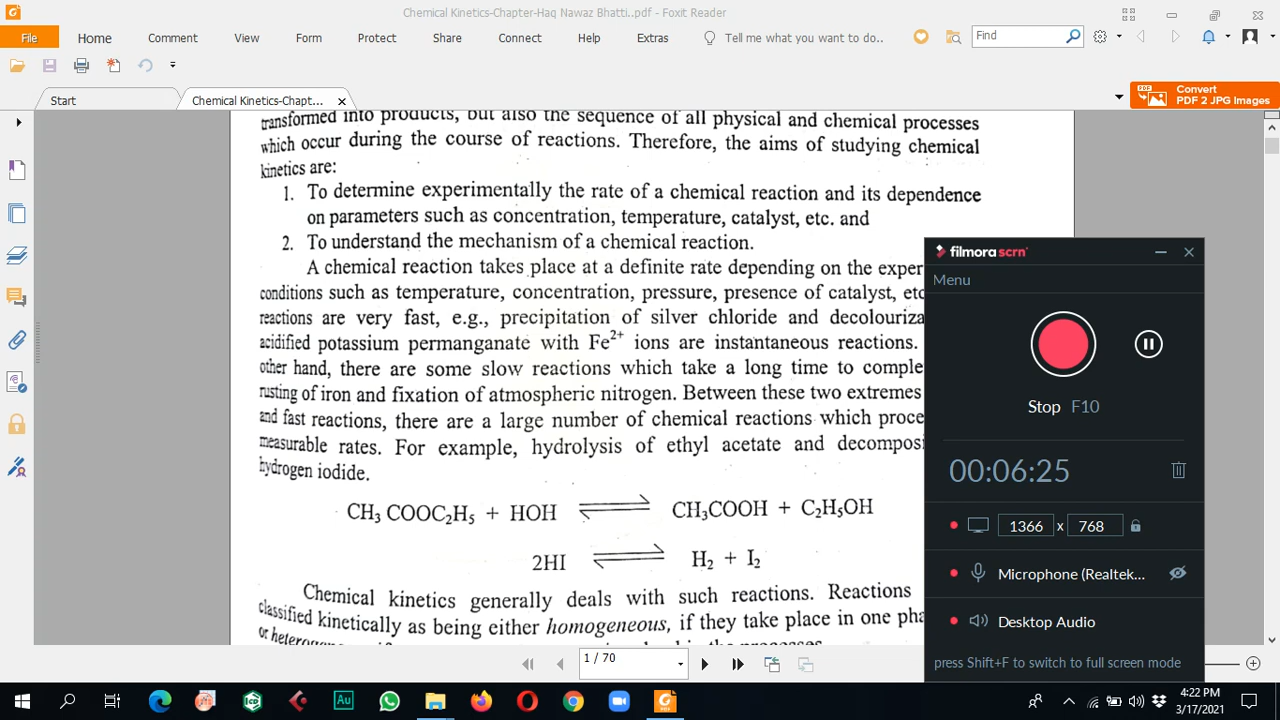 Chemical Kinetics-Chapter-Haq Nawaz Bhatti..pdf - Foxit Reader
File Home Comment View Form Protect Share Connect Help Extras Tell me what you want to do.. Find
Start Chemical Kinetics-Chapt...
Convert
PDF 2 JPG Images
transformed into products, but also the sequence of all physical and chemical processes
which occur during the course of reactions. Therefore, the aims of studying chemical
kinetics are:
1. To determine experimentally the rate of a chemical reaction and its dependence
on parameters such as concentration, temperature, catalyst, etc. and
2. To understand the mechanism of a chemical reaction.
A chemical reaction takes place at a definite rate depending on the exper
conditions such as temperature, concentration, pressure, presence of catalyst, etc
reactions are very fast, e.g., precipitation of silver chloride and decolouriza
acidified potassium permanganate with Fe²⁺ ions are instantaneous reactions.
other hand, there are some slow reactions which take a long time to comple
rusting of iron and fixation of atmospheric nitrogen. Between these two extremes
and fast reactions, there are a large number of chemical reactions which proce
measurable rates. For example, hydrolysis of ethyl acetate and decomposi
hydrogen iodide.
CH₃ COOC₂H₅ + HOH ⇌ CH₃COOH + C₂H₅OH
2HI ⇌ H₂ + I₂
Chemical kinetics generally deals with such reactions. Reactions
classified kinetically as being either homogeneous, if they take place in one pha
filmora scrn
Menu
Stop F10
00:06:25
1366 x 768
Microphone (Realtek...
Desktop Audio
press Shift+F to switch to full screen mode
1 / 70
Au
4:22 PM
3/17/2021